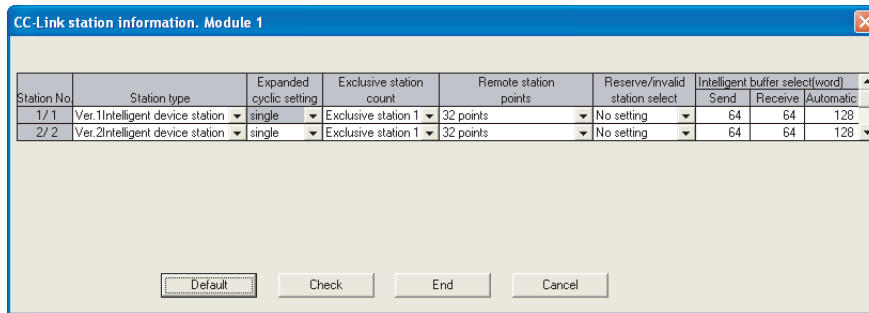 CC-Link station information. Module 1
Expanded Exclusive station Remote station Reserve/invalid Intelligent buffer select(word)
Station No. Station type cyclic setting count points station select Send Receive Automatic
1/1 Ver.1Intelligent device station single Exclusive station 1 32 points No setting 64 64 128
2/2 Ver.2Intelligent device station single Exclusive station 1 32 points No setting 64 64 128
Default Check End Cancel